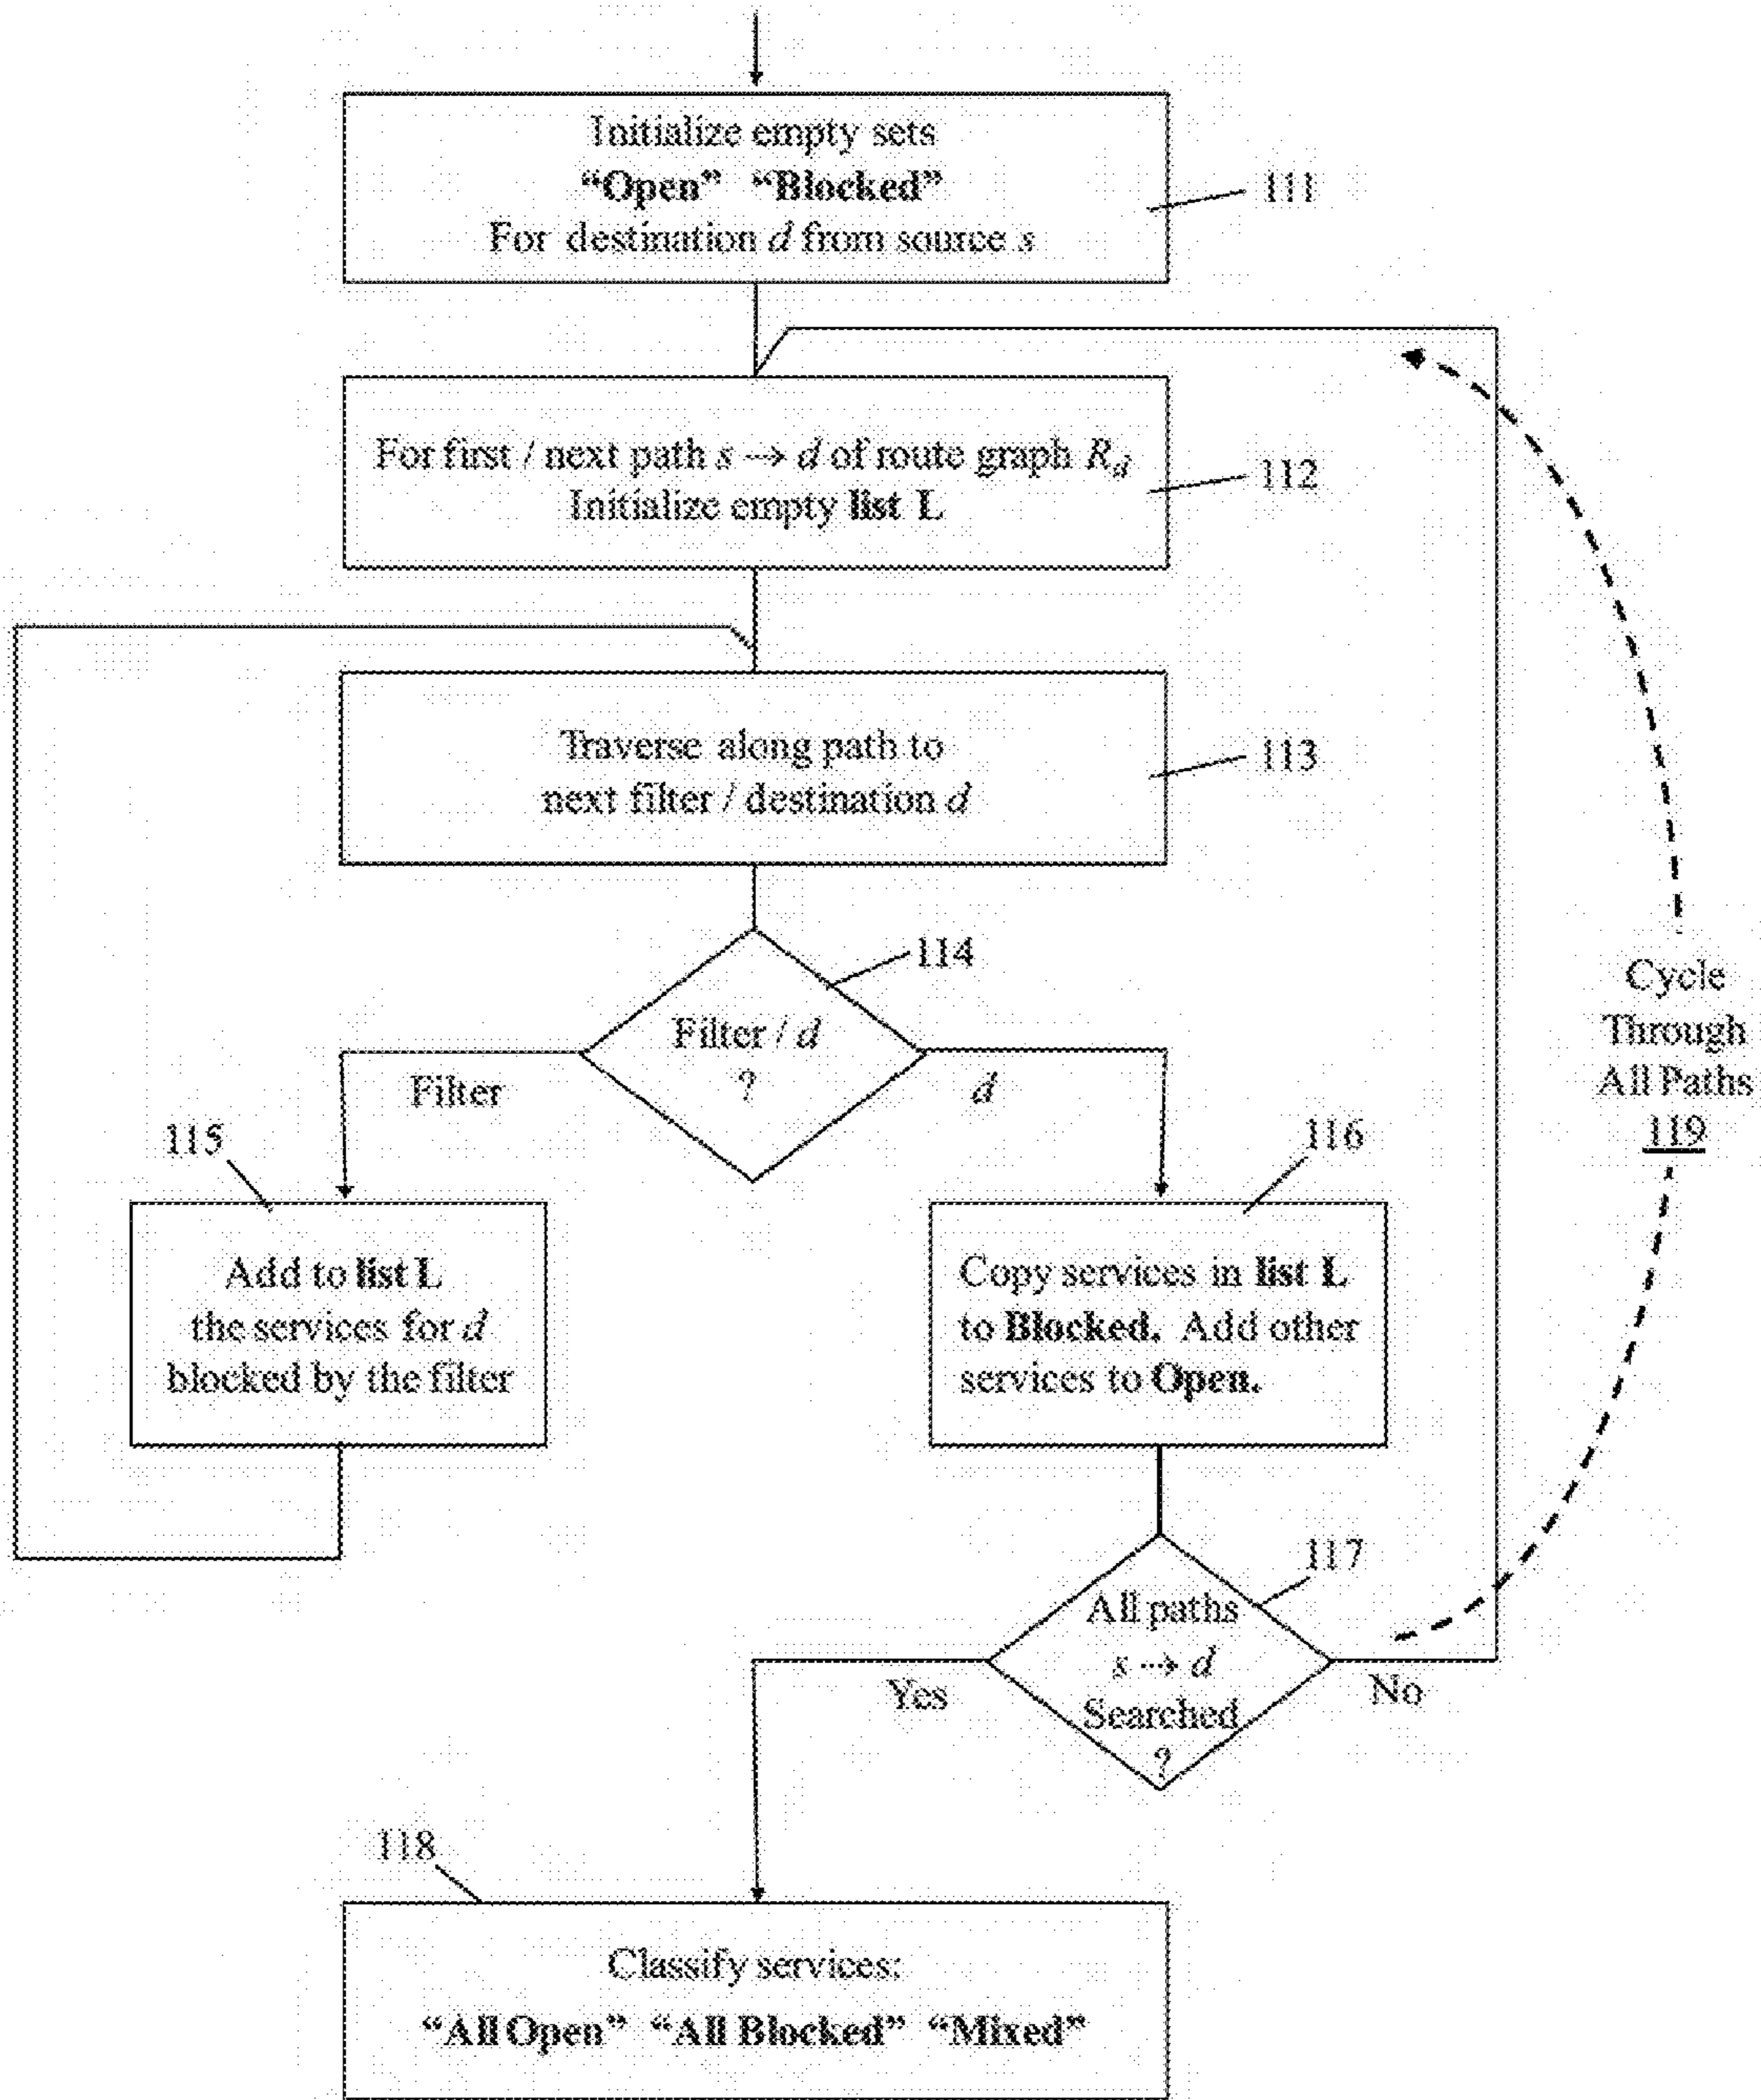 Initialize empty sets
“Open” “Blocked”
For destination d from source s
111
For first / next path s ⇢ d of route graph R_d
Initialize empty list L
112
Traverse along path to
next filter / destination d
113
114
Filter / d
?
Filter
d
Cycle
Through
All Paths
119
115
116
Add to list L
the services for d
blocked by the filter
Copy services in list L
to Blocked. Add other
services to Open.
117
All paths
s ⇢ d
Searched
?
Yes
No
118
Classify services:
“All Open” “All Blocked” “Mixed”